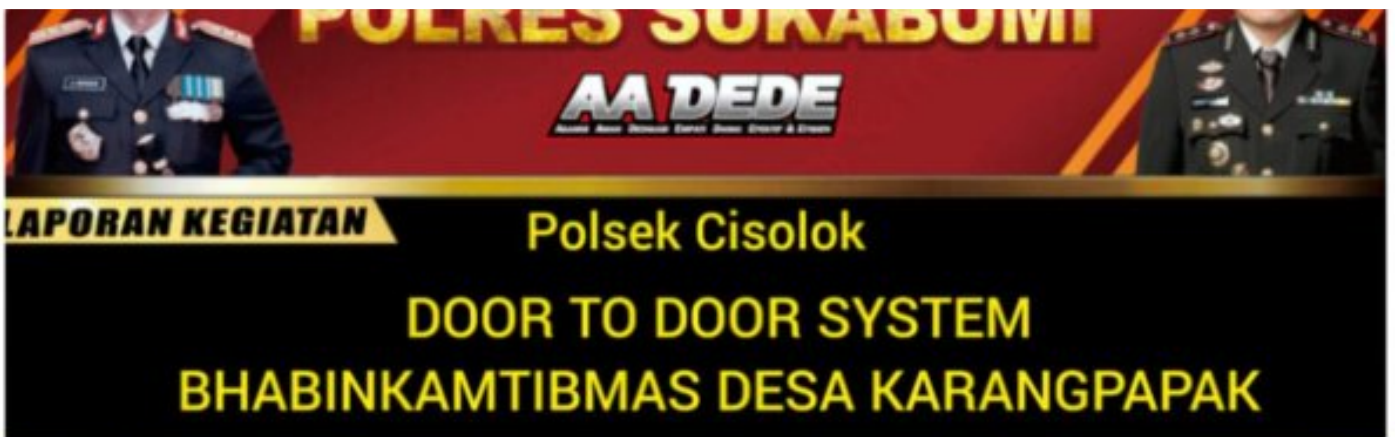 POLRES SUKABUMI
AA DEDE
LAPORAN KEGIATAN
Polsek Cisolok
DOOR TO DOOR SYSTEM
BHABINKAMTIBMAS DESA KARANGPAPAK